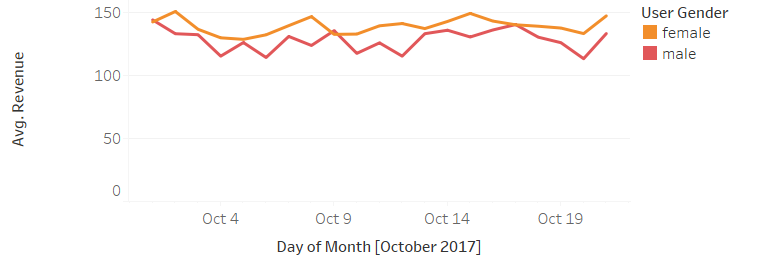 150
100
50
0
Avg. Revenue
Oct 4
Oct 9
Oct 14
Oct 19
Day of Month [October 2017]
User Gender
female
male